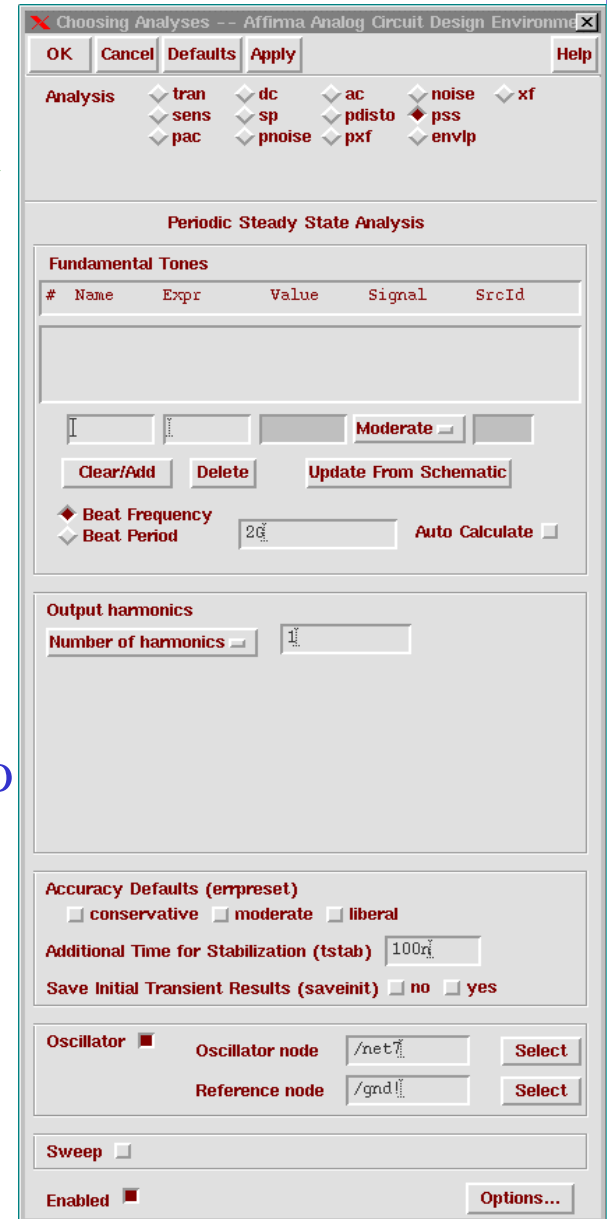 Choosing Analyses -- Affirma Analog Circuit Design Environme
OK Cancel Defaults Apply Help
Analysis tran dc ac noise xf
sens sp pdisto pss
pac pnoise pxf envlp
Periodic Steady State Analysis
Fundamental Tones
# Name Expr Value Signal SrcId
Moderate
Clear/Add Delete Update From Schematic
Beat Frequency
Beat Period 2G Auto Calculate
Output harmonics
Number of harmonics 1
Accuracy Defaults (errpreset)
conservative moderate liberal
Additional Time for Stabilization (tstab) 100n
Save Initial Transient Results (saveinit) no yes
Oscillator Oscillator node /net7 Select
Reference node /gnd! Select
Sweep
Enabled Options...